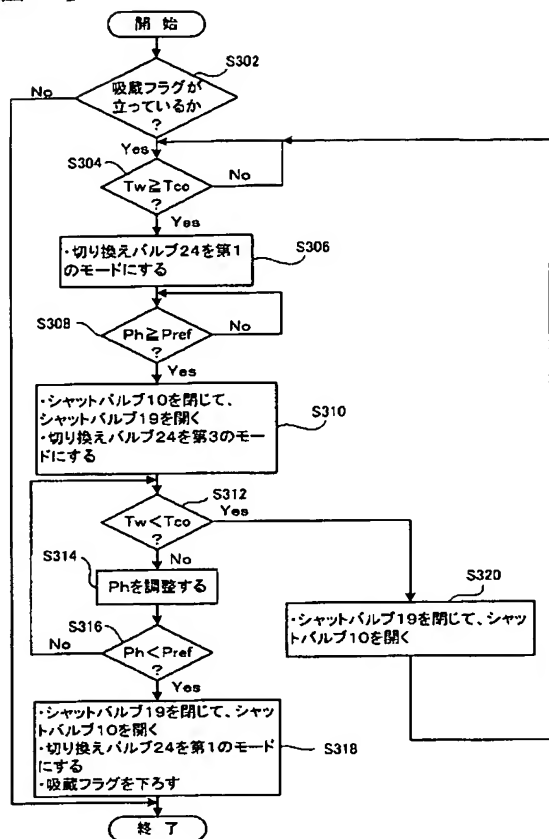 開 始
S302
吸蔵フラグが
立っているか
?
No
Yes
S304
Tw≧Tco
?
No
Yes
・切り換えバルブ24を第1
のモードにする
S306
S308
Ph≧Pref
?
No
Yes
・シャットバルブ10を閉じて、
シャットバルブ19を開く
・切り換えバルブ24を第3のモー
ドにする
S310
S312
Tw<Tco
?
Yes
No
S314
Phを調整する
S320
・シャットバルブ19を閉じて、シャッ
トバルブ10を開く
S316
Ph<Pref
?
No
Yes
・シャットバルブ19を閉じて、シャッ
トバルブ10を開く
・切り換えバルブ24を第1のモード
にする
・吸蔵フラグを下ろす
S318
終 了